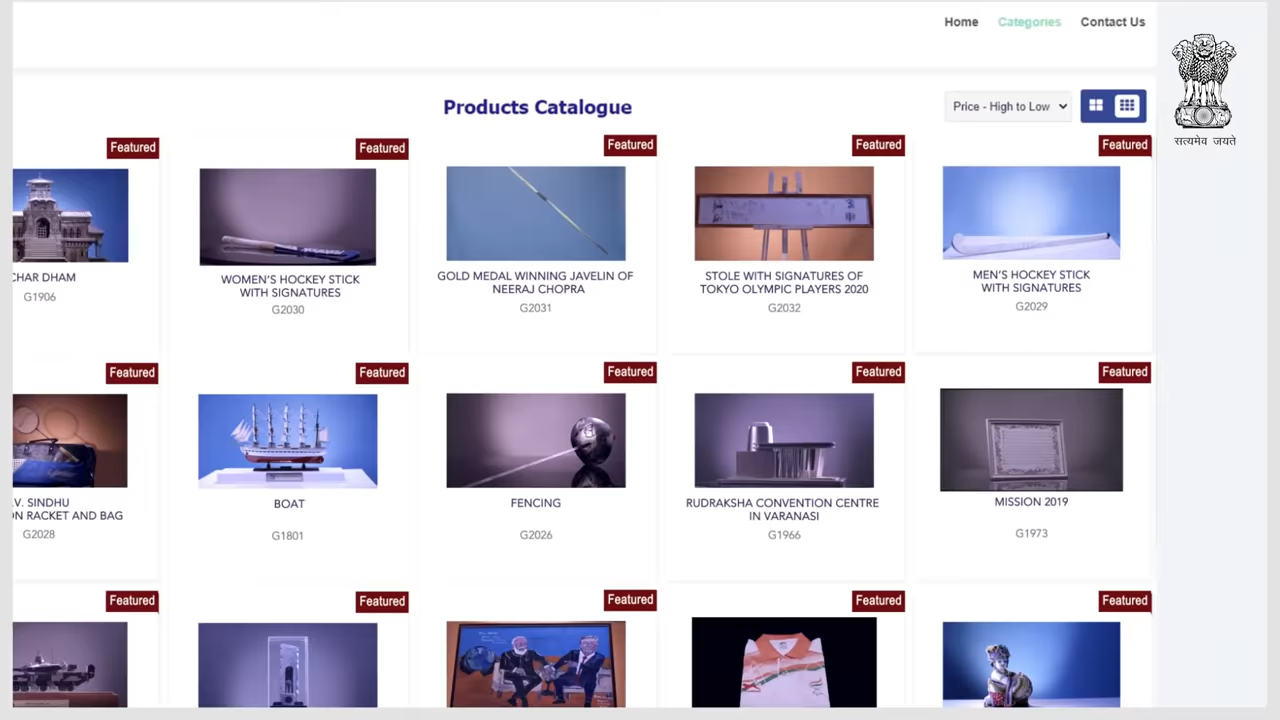 Home Categories Contact Us
सत्यमेव जयते
Products Catalogue
Price - High to Low
Featured Featured Featured Featured Featured
CHAR DHAM
G1906
WOMEN'S HOCKEY STICK
WITH SIGNATURES
G2030
GOLD MEDAL WINNING JAVELIN OF
NEERAJ CHOPRA
G2031
STOLE WITH SIGNATURES OF
TOKYO OLYMPIC PLAYERS 2020
G2032
MEN'S HOCKEY STICK
WITH SIGNATURES
G2029
Featured Featured Featured Featured Featured
.V. SINDHU
ON RACKET AND BAG
G2028
BOAT
G1801
FENCING
G2026
RUDRAKSHA CONVENTION CENTRE
IN VARANASI
G1966
MISSION 2019
G1973
Featured Featured Featured Featured Featured